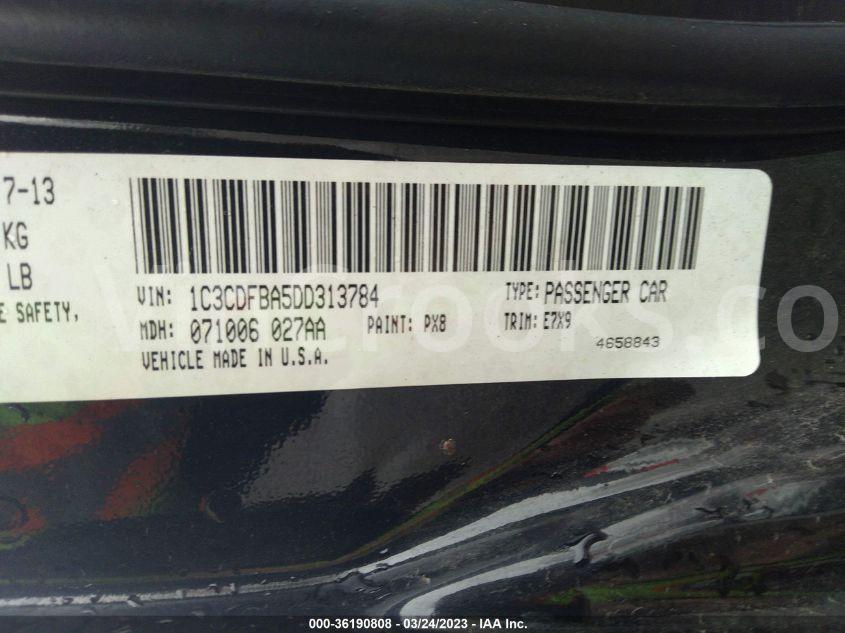 7-13
KG
LB
E SAFETY,
VIN: 1C3CDFBA5DD313784 TYPE: PASSENGER CAR
MDH: 071006 027AA PAINT: PX8 TRIM: E7X9
VEHICLE MADE IN U.S.A. 4658843
000-36190808 - 03/24/2023 - IAA Inc.